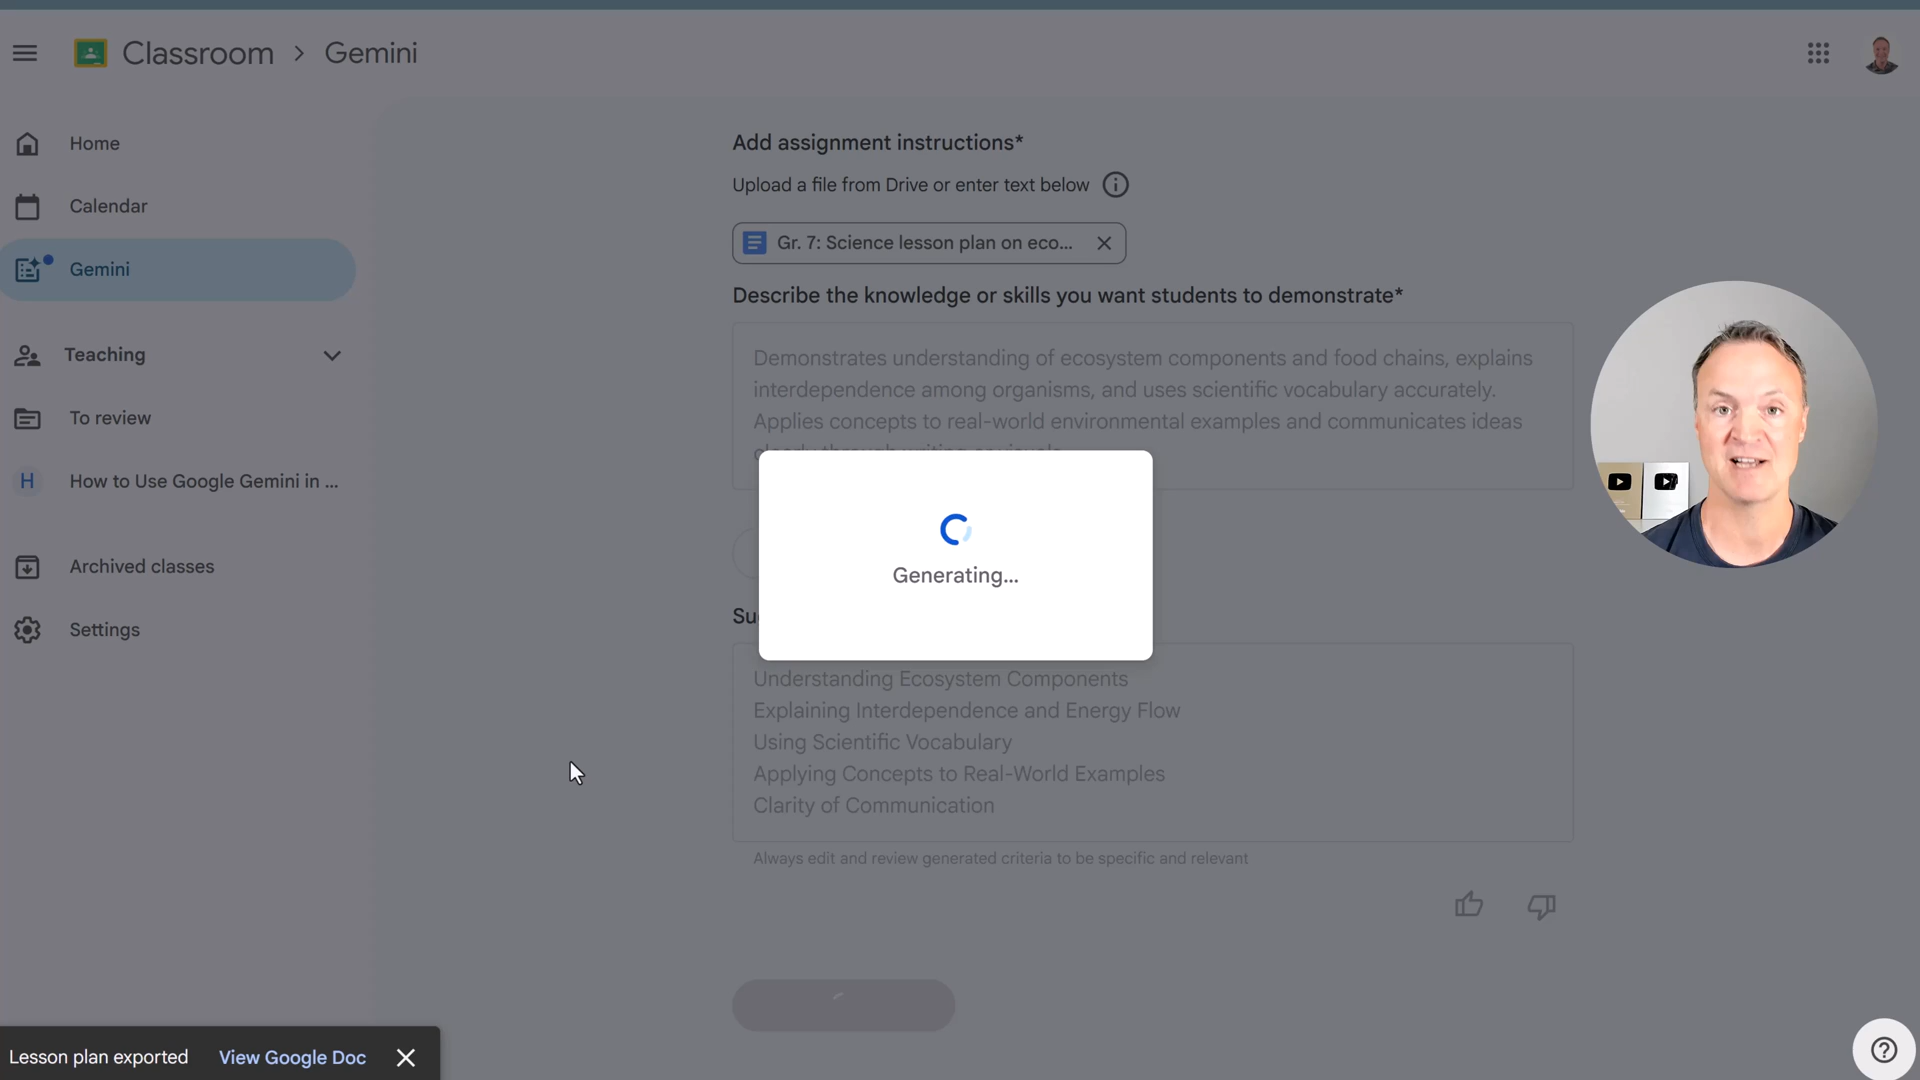 Classroom > Gemini
Home
Calendar
Gemini
Teaching
To review
H How to Use Google Gemini in ...
Archived classes
Settings
Add assignment instructions*
Upload a file from Drive or enter text below
Gr. 7: Science lesson plan on eco...
Describe the knowledge or skills you want students to demonstrate*
Demonstrates understanding of ecosystem components and food chains, explains
interdependence among organisms, and uses scientific vocabulary accurately.
Applies concepts to real-world environmental examples and communicates ideas
Generating...
Su
Understanding Ecosystem Components
Explaining Interdependence and Energy Flow
Using Scientific Vocabulary
Applying Concepts to Real-World Examples
Clarity of Communication
Always edit and review generated criteria to be specific and relevant
Lesson plan exported View Google Doc